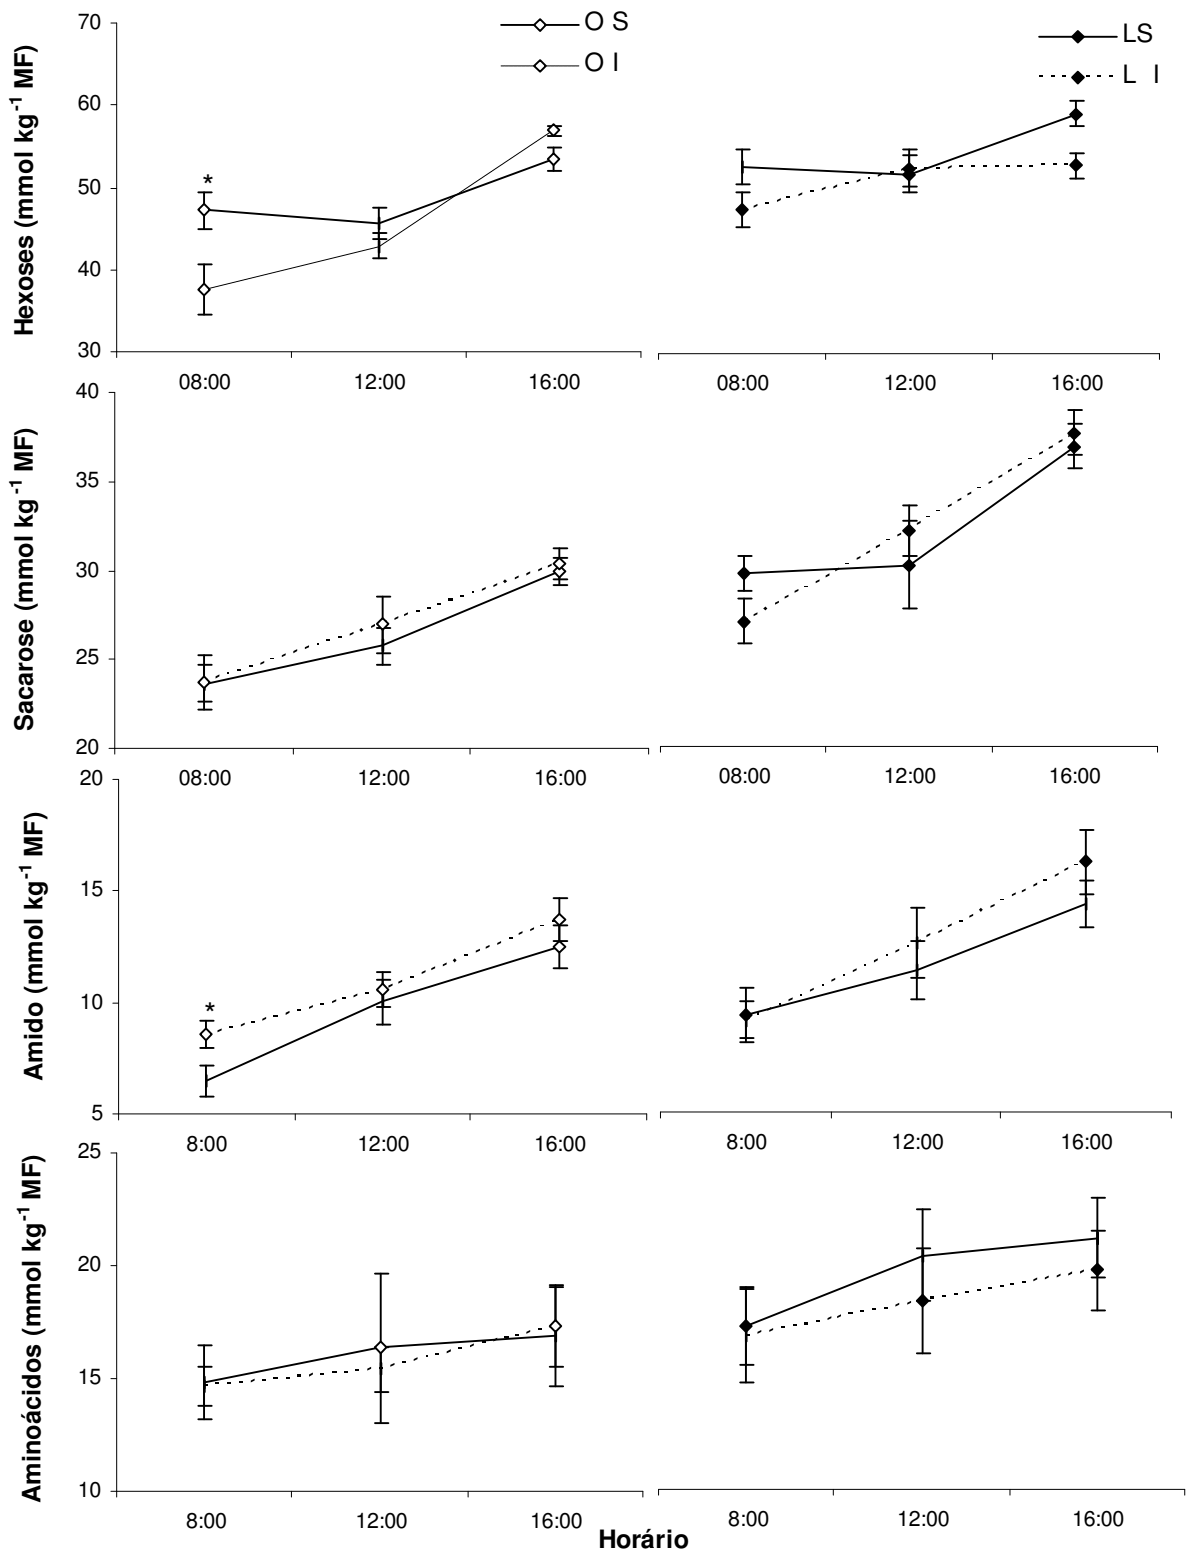 O S
O I
LS
L I
Hexoses (mmol kg⁻¹ MF)
70
60
50
40
30
*
08:00 12:00 16:00
08:00 12:00 16:00
Sacarose (mmol kg⁻¹ MF)
40
35
30
25
20
08:00 12:00 16:00
08:00 12:00 16:00
Amido (mmol kg⁻¹ MF)
20
15
10
5
*
8:00 12:00 16:00
8:00 12:00 16:00
Aminoácidos (mmol kg⁻¹ MF)
25
20
15
10
8:00 12:00 16:00
8:00 12:00 16:00
Horário